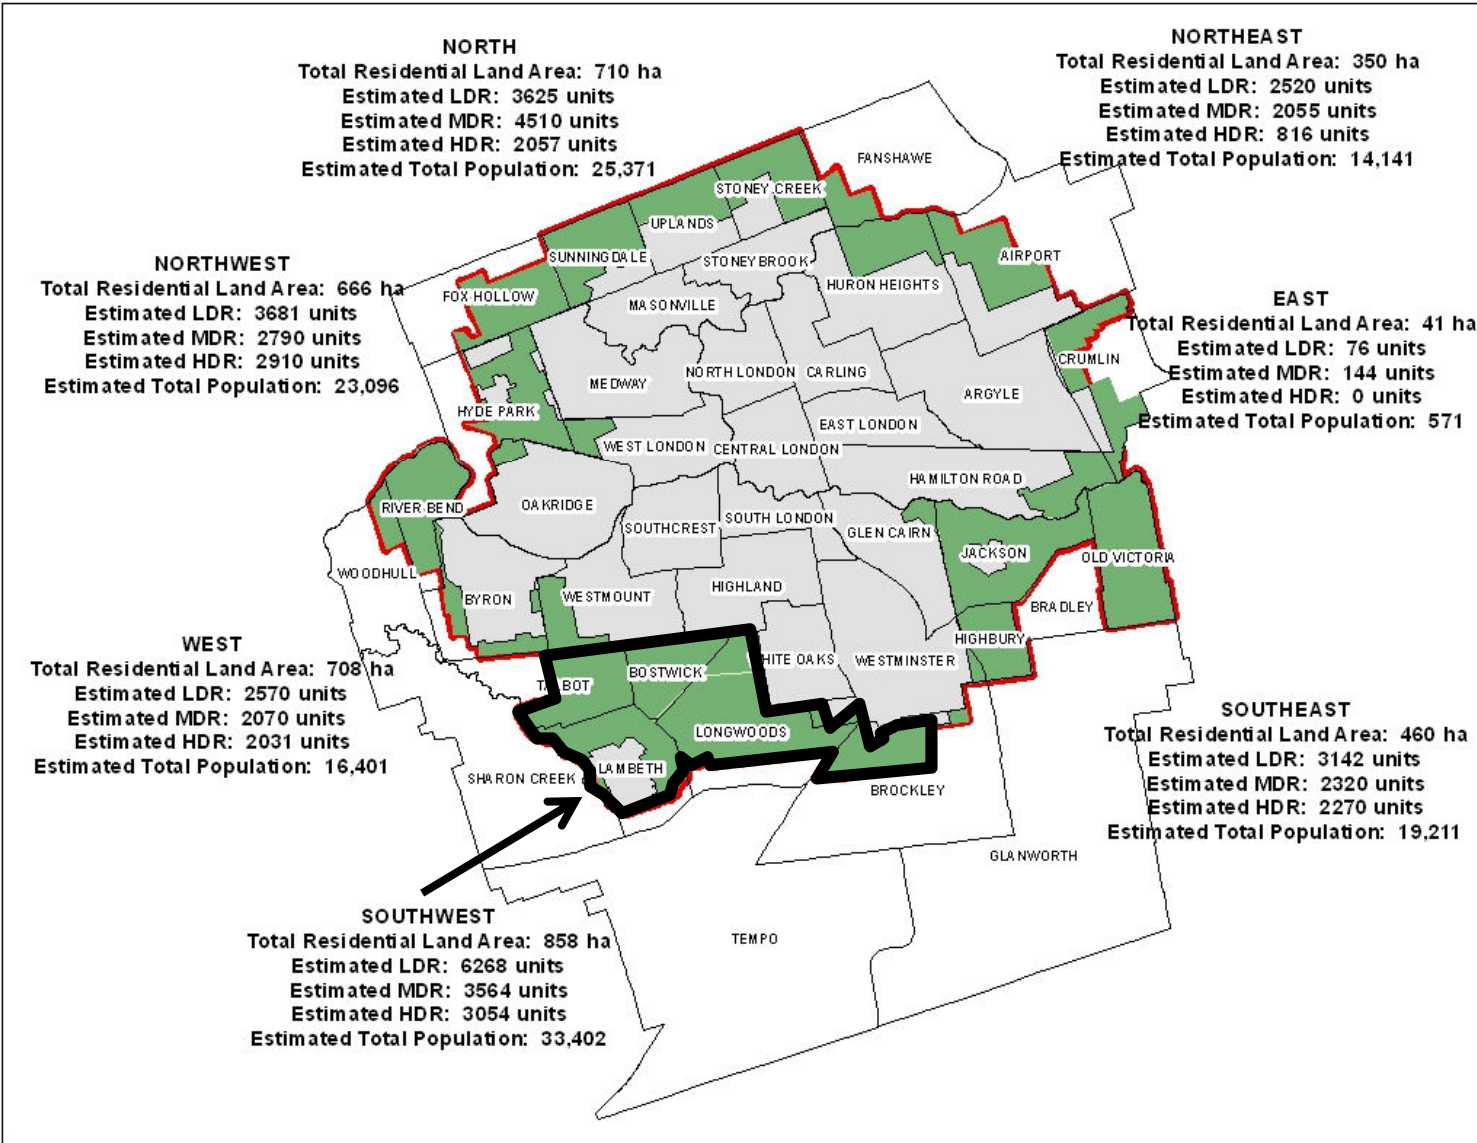 NORTH
Total Residential Land Area: 710 ha
Estimated LDR: 3625 units
Estimated MDR: 4510 units
Estimated HDR: 2057 units
Estimated Total Population: 25,371
NORTHEAST
Total Residential Land Area: 350 ha
Estimated LDR: 2520 units
Estimated MDR: 2055 units
Estimated HDR: 816 units
Estimated Total Population: 14,141
NORTHWEST
Total Residential Land Area: 666 ha
Estimated LDR: 3681 units
Estimated MDR: 2790 units
Estimated HDR: 2910 units
Estimated Total Population: 23,096
EAST
Total Residential Land Area: 41 ha
Estimated LDR: 76 units
Estimated MDR: 144 units
Estimated HDR: 0 units
Estimated Total Population: 571
FANSHAWE
STONEY CREEK
UPLANDS
SUNNINGDALE
STONEYBROOK
AIRPORT
HURON HEIGHTS
FOX HOLLOW
MASONVILLE
CRUMLIN
MEDWAY
NORTH LONDON
CARLING
ARGYLE
HYDE PARK
EAST LONDON
WEST LONDON
CENTRAL LONDON
HAMILTON ROAD
RIVER BEND
OAKRIDGE
SOUTHCREST
SOUTH LONDON
GLEN CAIRN
JACKSON
OLD VICTORIA
WOODHULL
BYRON
WESTMOUNT
HIGHLAND
BRADLEY
HIGHBURY
WEST
Total Residential Land Area: 708 ha
Estimated LDR: 2570 units
Estimated MDR: 2070 units
Estimated HDR: 2031 units
Estimated Total Population: 16,401
TALBOT
BOSTWICK
WHITE OAKS
WESTMINSTER
LONGWOODS
SHARON CREEK
LAMBETH
BROCKLEY
SOUTHEAST
Total Residential Land Area: 460 ha
Estimated LDR: 3142 units
Estimated MDR: 2320 units
Estimated HDR: 2270 units
Estimated Total Population: 19,211
GLANWORTH
TEMPO
SOUTHWEST
Total Residential Land Area: 858 ha
Estimated LDR: 6268 units
Estimated MDR: 3564 units
Estimated HDR: 3054 units
Estimated Total Population: 33,402